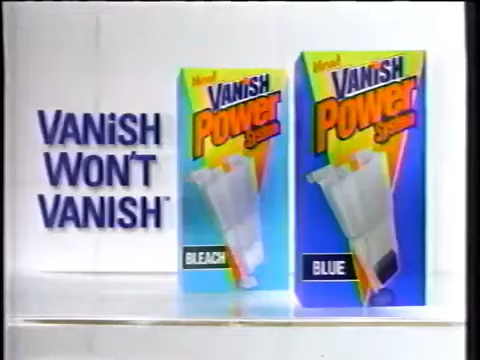 VANiSH
WON'T
VANiSH™
New!
VANiSH
Power
System
BLEACH
New!
VANiSH
Power
System
BLUE